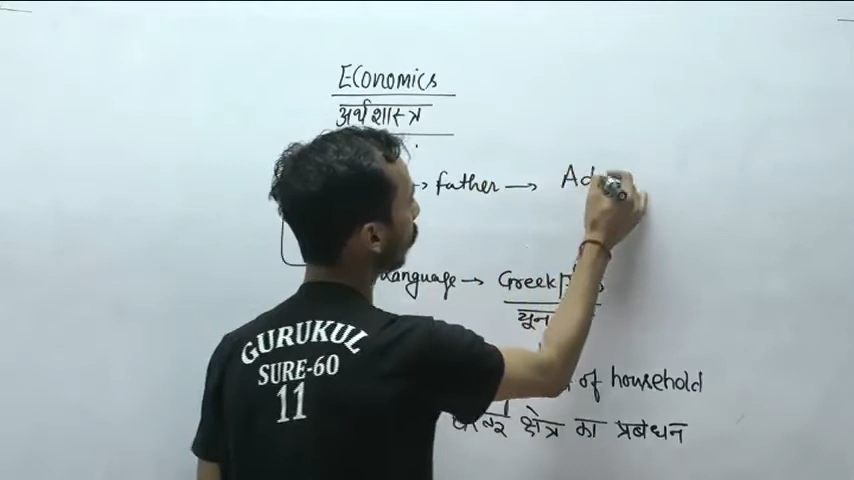 Economics
अर्थशास्त्र
father → Ad
Language → Greek
of household
क्षेत्र का प्रबंधन
GURUKUL
SURE-60
11